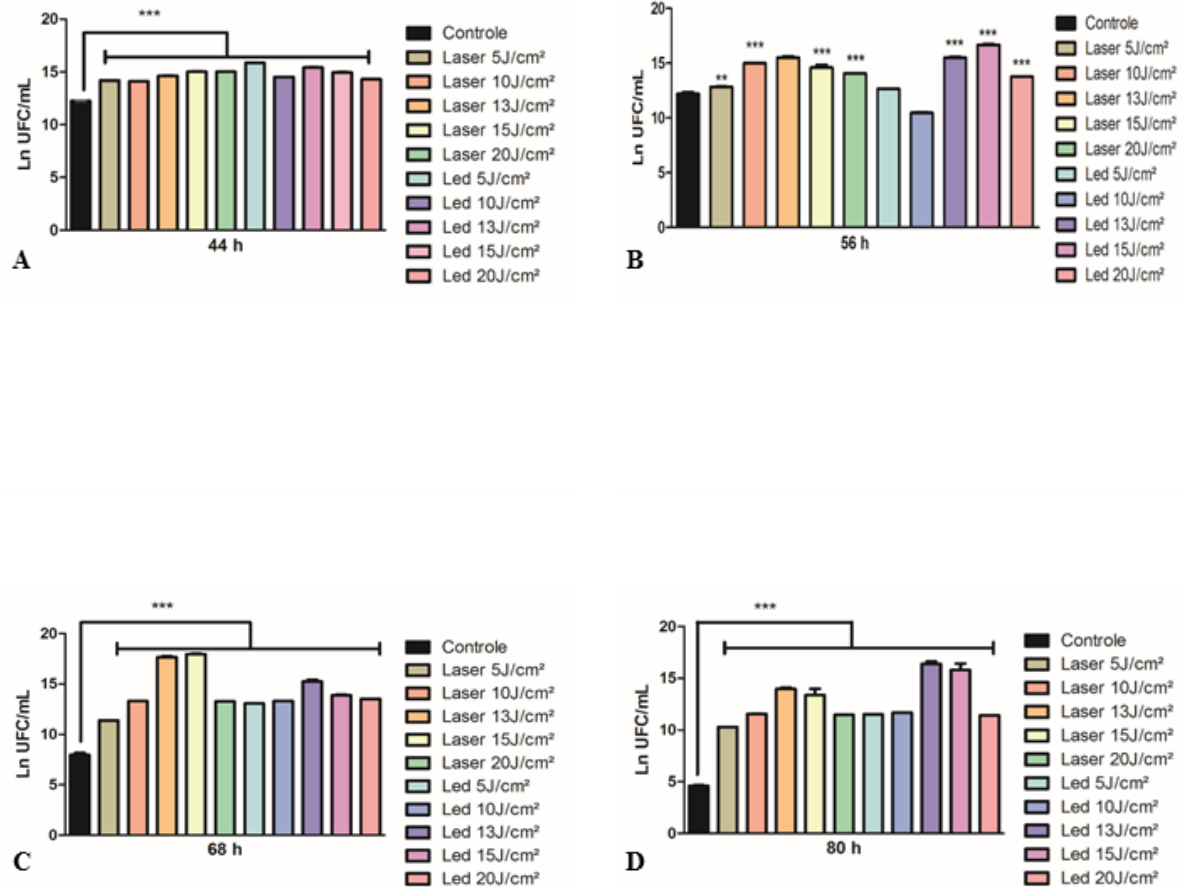 ***
20
15
10
5
0
Ln UFC/mL
44 h
A
Controle
Laser 5J/cm²
Laser 10J/cm²
Laser 13J/cm²
Laser 15J/cm²
Laser 20J/cm²
Led 5J/cm²
Led 10J/cm²
Led 13J/cm²
Led 15J/cm²
Led 20J/cm²
20
15
10
5
0
Ln UFC/mL
** *** *** *** *** *** ***
56 h
B
Controle
Laser 5J/cm²
Laser 10J/cm²
Laser 13J/cm²
Laser 15J/cm²
Laser 20J/cm²
Led 5J/cm²
Led 10J/cm²
Led 13J/cm²
Led 15J/cm²
Led 20J/cm²
***
20
15
10
5
0
Ln UFC/mL
68 h
C
Controle
Laser 5J/cm²
Laser 10J/cm²
Laser 13J/cm²
Laser 15J/cm²
Laser 20J/cm²
Led 5J/cm²
Led 10J/cm²
Led 13J/cm²
Led 15J/cm²
Led 20J/cm²
***
20
15
10
5
0
Ln UFC/mL
80 h
D
Controle
Laser 5J/cm²
Laser 10J/cm²
Laser 13J/cm²
Laser 15J/cm²
Laser 20J/cm²
Led 5J/cm²
Led 10J/cm²
Led 13J/cm²
Led 15J/cm²
Led 20J/cm²